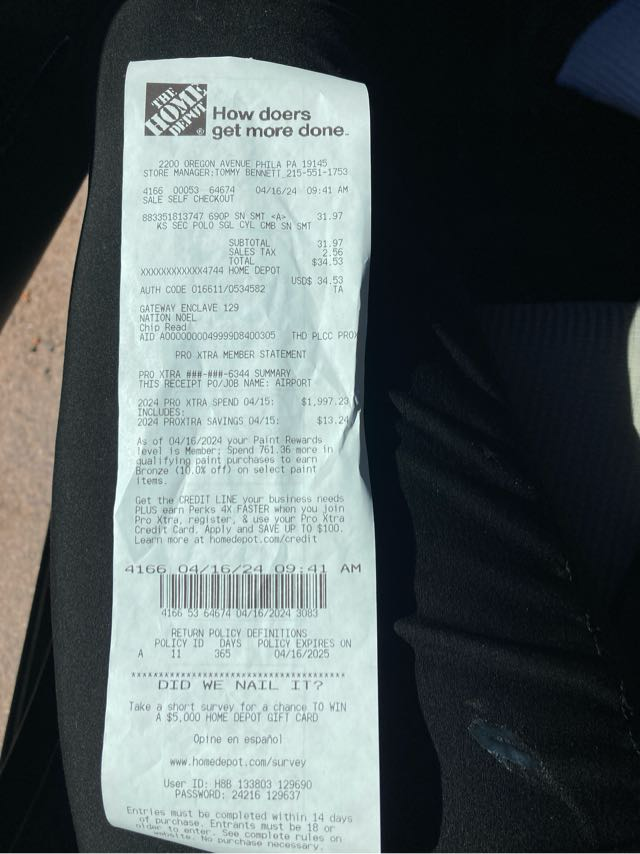 THE HOME DEPOT
How doers
get more done.
2200 OREGON AVENUE PHILA PA 19145
STORE MANAGER:TOMMY BENNETT 215-551-1753
4166 00053 64674 04/16/24 09:41 AM
SALE SELF CHECKOUT
883351813747 690P SN SMT <A> 31.97
KS SEC POLO SGL CYL CMB SN SMT
SUBTOTAL 31.97
SALES TAX 2.56
TOTAL $34.53
XXXXXXXXXXXX4744 HOME DEPOT
USD$ 34.53
AUTH CODE 016611/0534582 TA
GATEWAY ENCLAVE 129
NATION NOEL
Chip Read
AID A0000000049999D8400305 THD PLCC PROX
PRO XTRA MEMBER STATEMENT
PRO XTRA ###-###-6344 SUMMARY
THIS RECEIPT PO/JOB NAME: AIRPORT
2024 PRO XTRA SPEND 04/15: $1,997.23
INCLUDES:
2024 PROXTRA SAVINGS 04/15: $13.24
As of 04/16/2024 your Paint Rewards
level is Member; Spend 761.36 more in
qualifying paint purchases to earn
Bronze (10.0% off) on select paint
items.
Get the CREDIT LINE your business needs
PLUS earn Perks 4X FASTER when you join
Pro Xtra, register, & use your Pro Xtra
Credit Card. Apply and SAVE UP TO $100.
Learn more at homedepot.com/credit
4166 04/16/24 09:41 AM
4166 53 64674 04/16/2024 3083
RETURN POLICY DEFINITIONS
POLICY ID DAYS POLICY EXPIRES ON
A 11 365 04/16/2025
****************************************
DID WE NAIL IT?
Take a short survey for a chance TO WIN
A $5,000 HOME DEPOT GIFT CARD
Opine en español
www.homedepot.com/survey
User ID: H8B 133803 129690
PASSWORD: 24216 129637
Entries must be completed within 14 days
of purchase. Entrants must be 18 or
older to enter. See complete rules on
website. No purchase necessary.